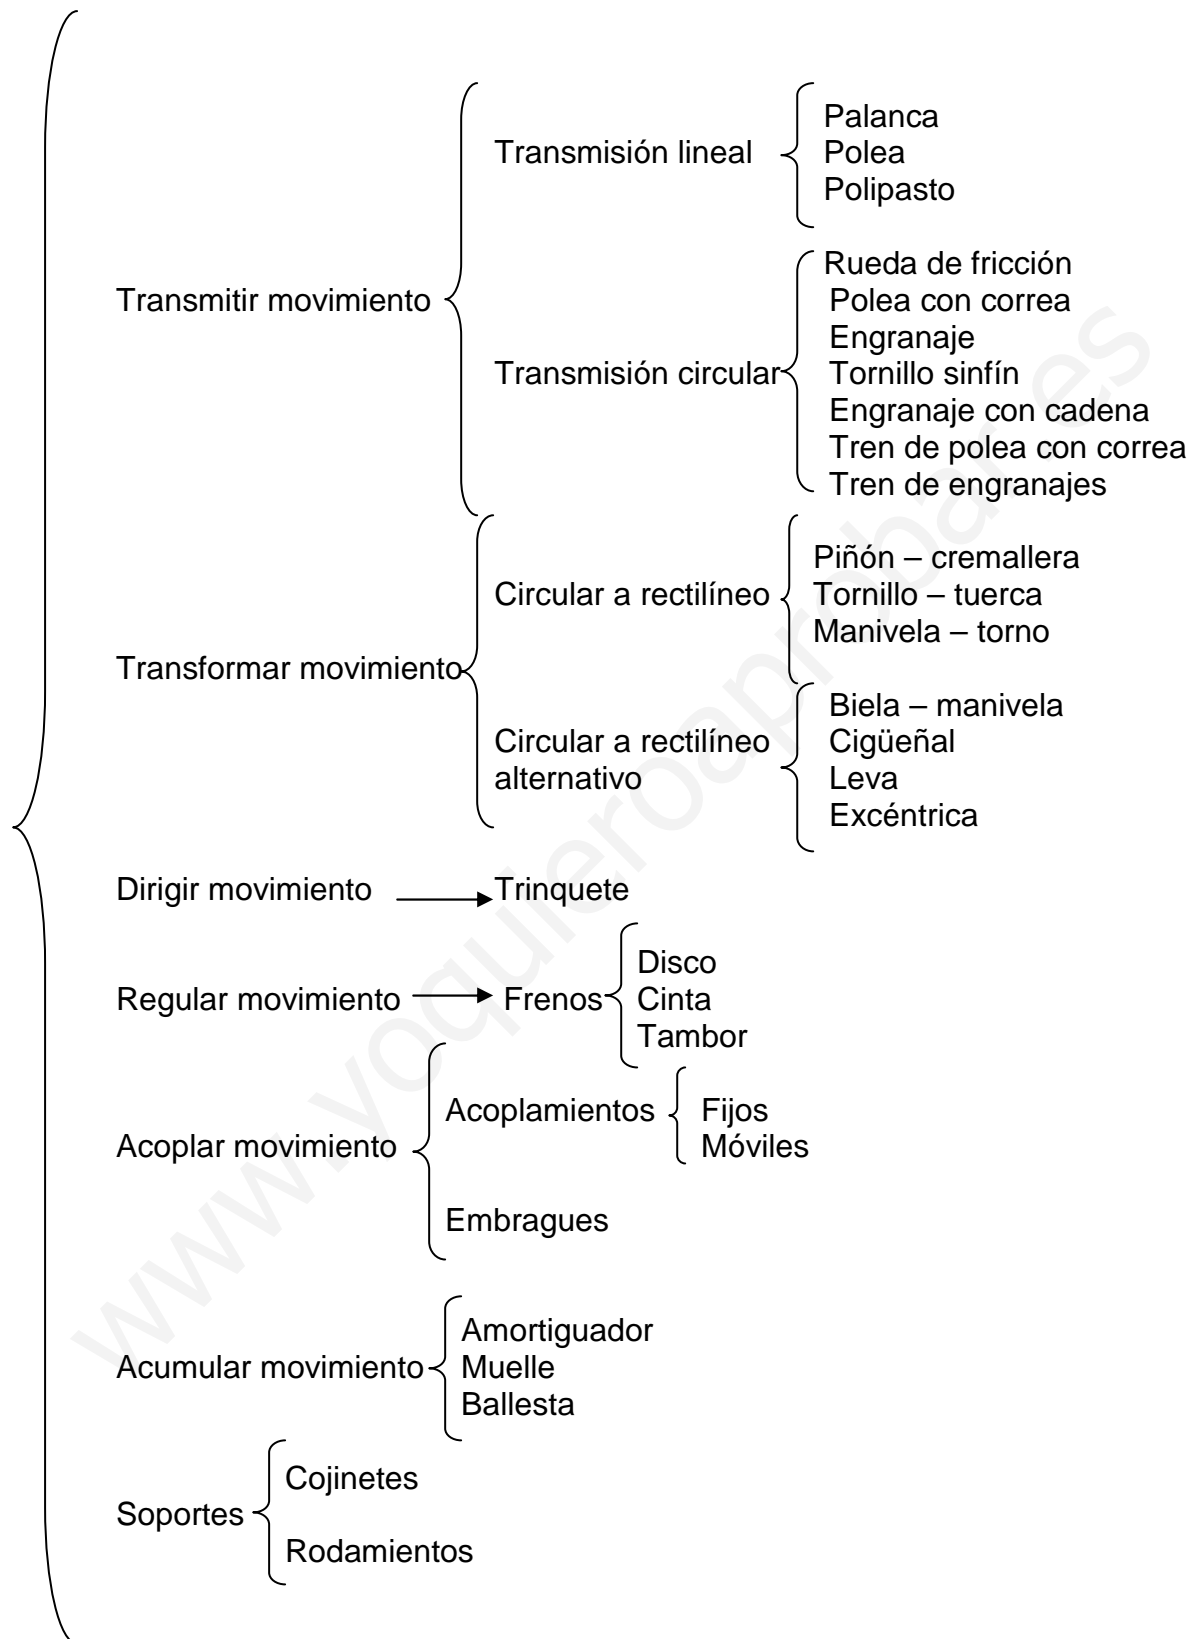 Transmitir movimiento
Transmisión lineal
Palanca
Polea
Polipasto
Transmisión circular
Rueda de fricción
Polea con correa
Engranaje
Tornillo sinfín
Engranaje con cadena
Tren de polea con correa
Tren de engranajes
Transformar movimiento
Circular a rectilíneo
Piñón – cremallera
Tornillo – tuerca
Manivela – torno
Circular a rectilíneo
alternativo
Biela – manivela
Cigüeñal
Leva
Excéntrica
Dirigir movimiento
Trinquete
Regular movimiento
Frenos
Disco
Cinta
Tambor
Acoplar movimiento
Acoplamientos
Fijos
Móviles
Embragues
Acumular movimiento
Amortiguador
Muelle
Ballesta
Soportes
Cojinetes
Rodamientos
www.yoquieroaprobar.es